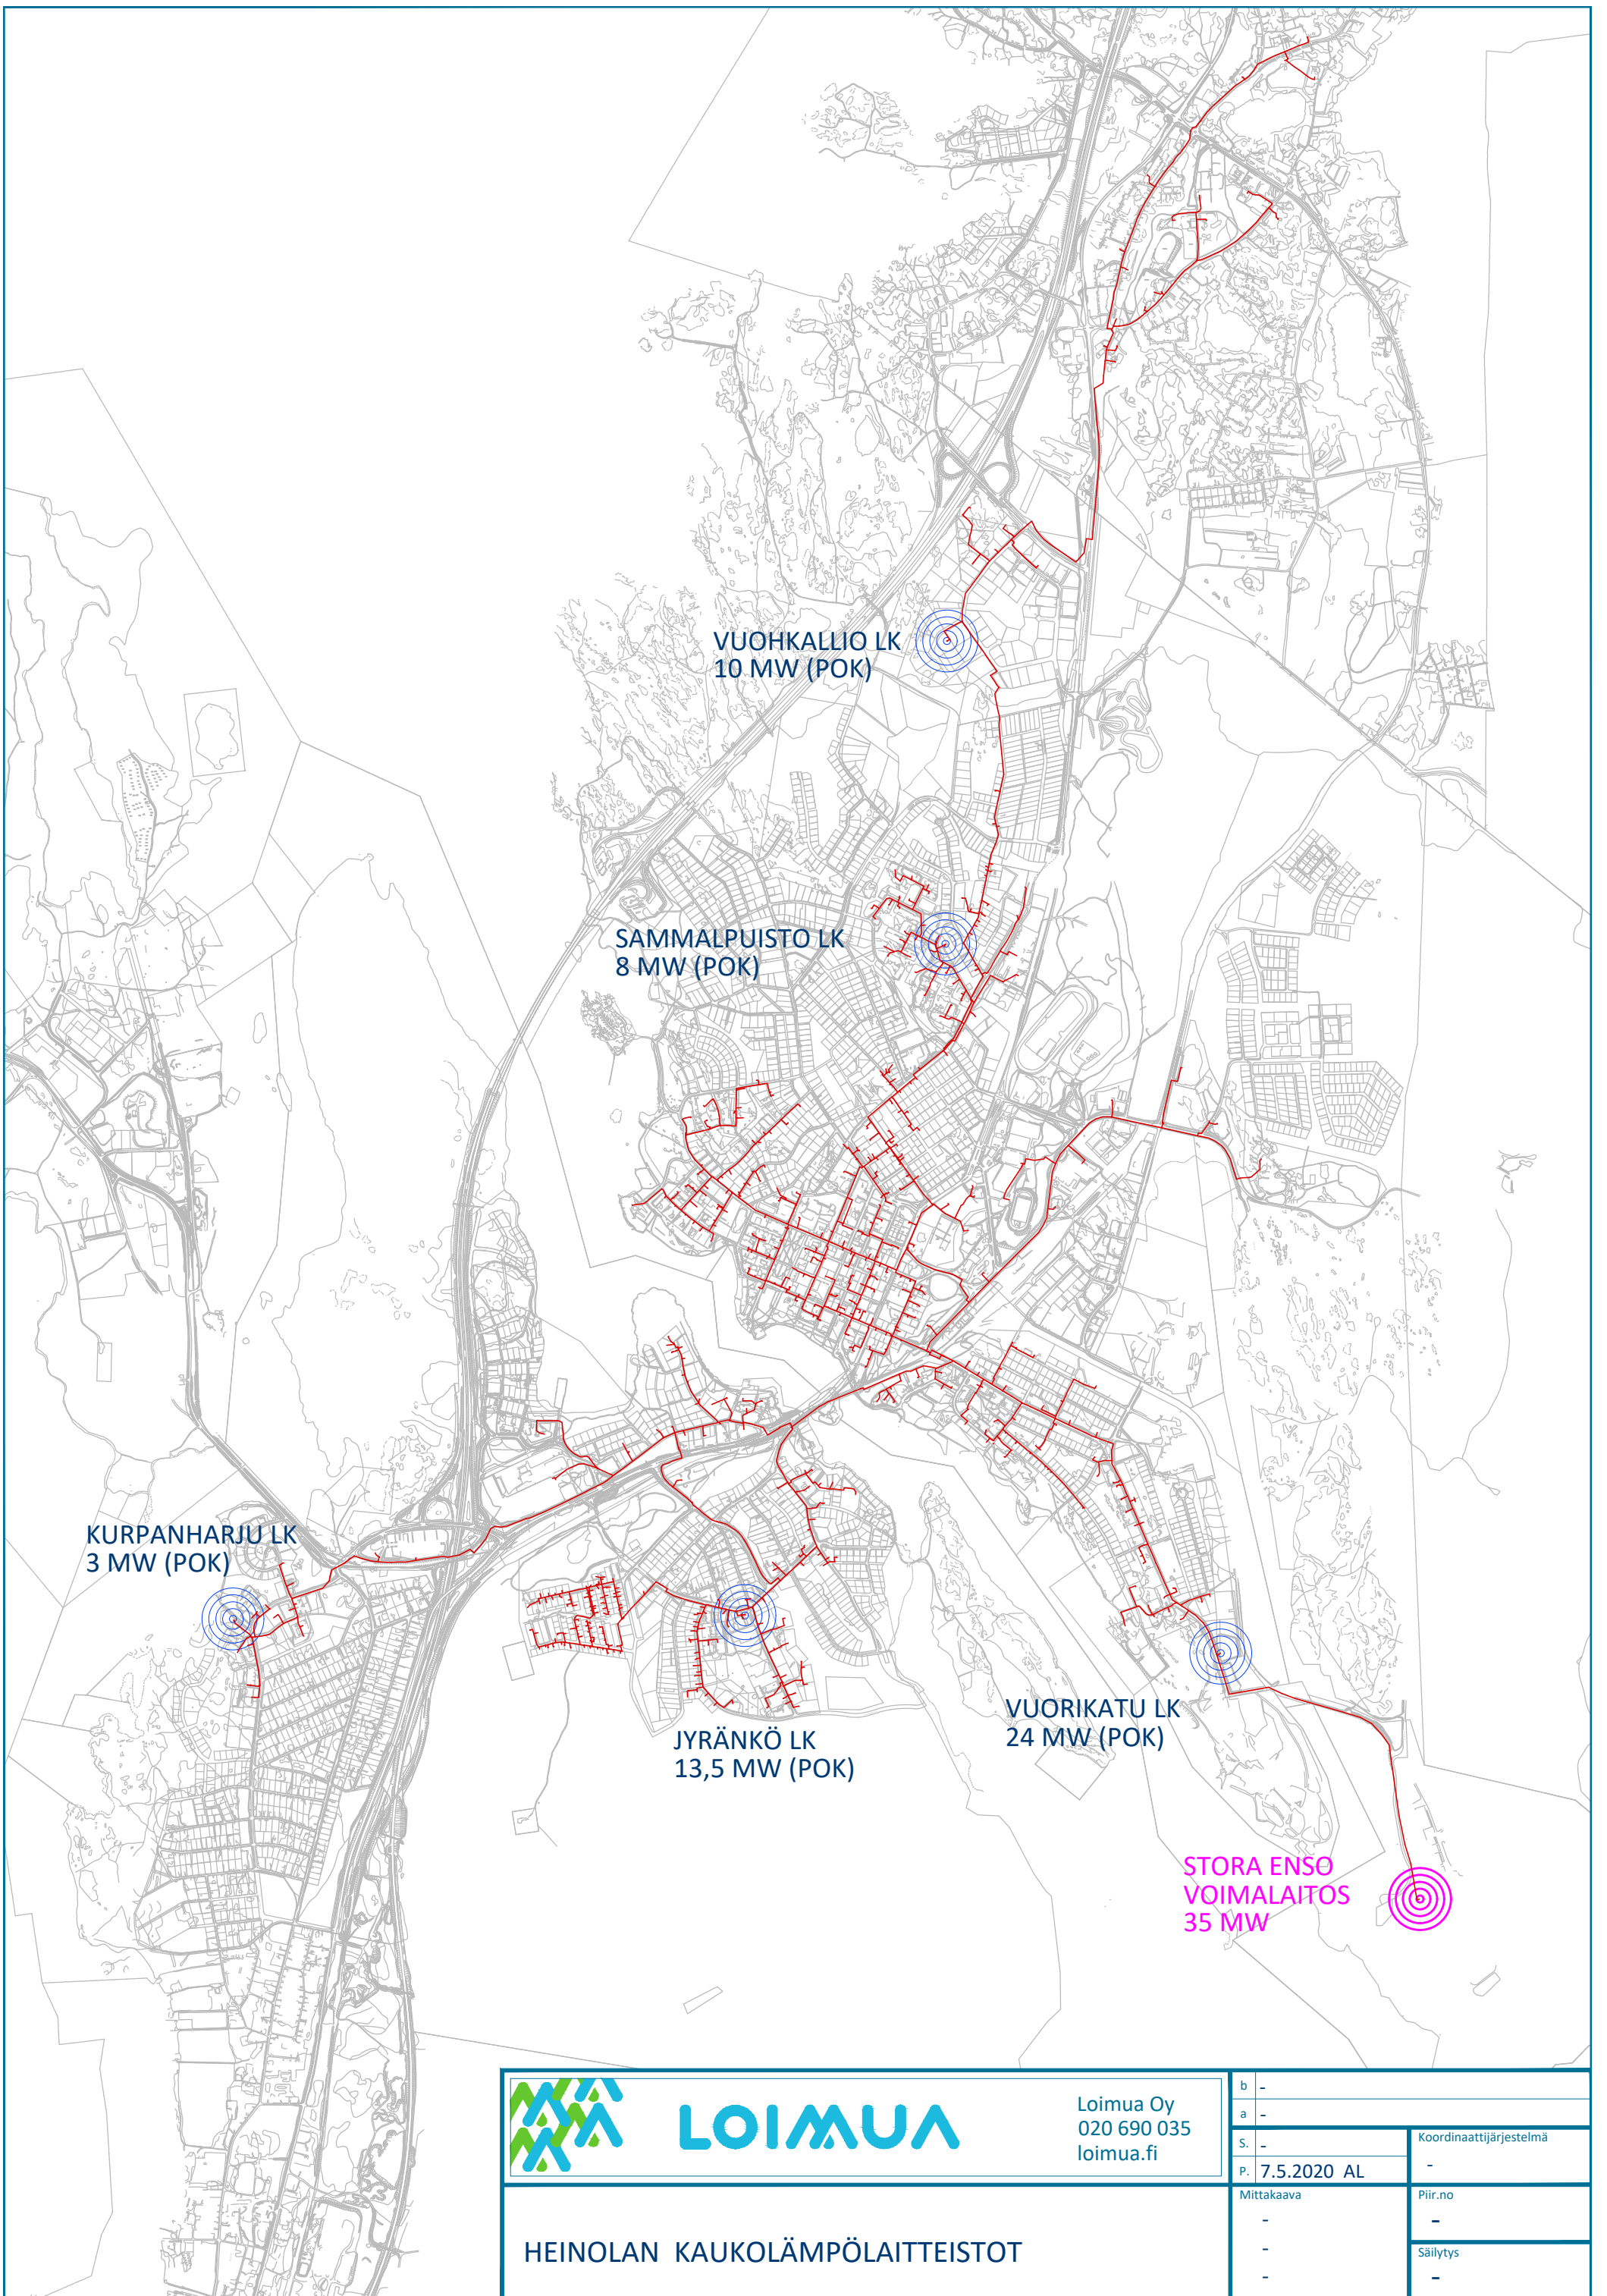 VUOHKALLIO LK
10 MW (POK)
SAMMALPUISTO LK
8 MW (POK)
KURPANHARJU LK
3 MW (POK)
JYRÄNKÖ LK
13,5 MW (POK)
VUORIKATU LK
24 MW (POK)
STORA ENSO
VOIMALAITOS
35 MW
LOIMUA
Loimua Oy
020 690 035
loimua.fi
b -
a -
S. -
P. 7.5.2020 AL
Koordinaattijärjestelmä
-
Mittakaava
-
-
-
Piir.no
-
Säilytys
-
HEINOLAN KAUKOLÄMPÖLAITTEISTOT